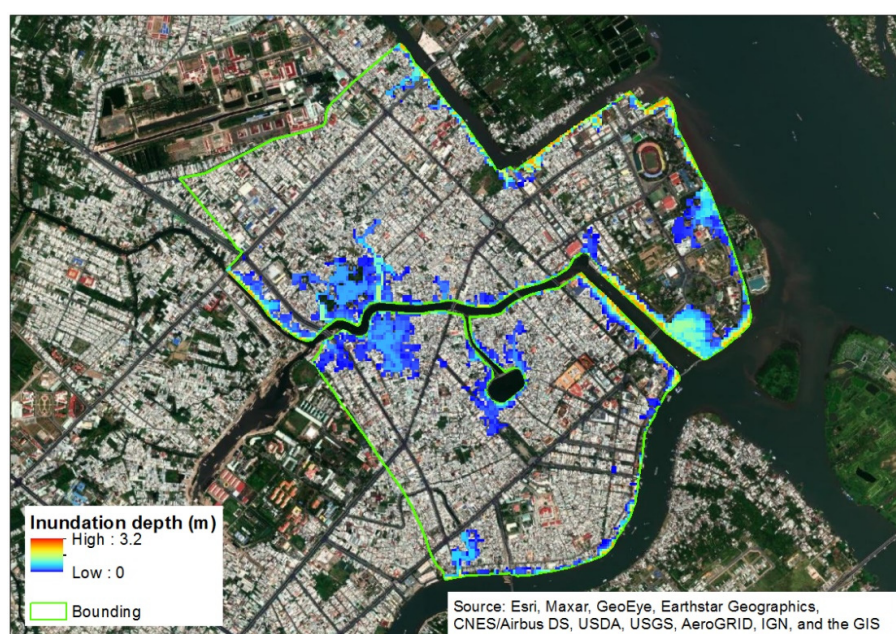 Inundation depth (m)
High : 3.2
Low : 0
Bounding
Source: Esri, Maxar, GeoEye, Earthstar Geographics,
CNES/Airbus DS, USDA, USGS, AeroGRID, IGN, and the GIS